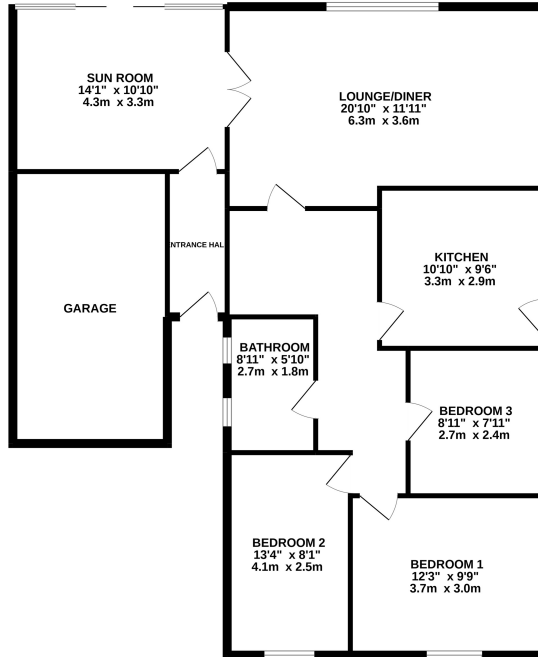 SUN ROOM
14'1" x 10'10"
4.3m x 3.3m
LOUNGE/DINER
20'10" x 11'11"
6.3m x 3.6m
NTRANCE HAL
KITCHEN
10'10" x 9'6"
3.3m x 2.9m
GARAGE
BATHROOM
8'11" x 5'10"
2.7m x 1.8m
BEDROOM 3
8'11" x 7'11"
2.7m x 2.4m
BEDROOM 2
13'4" x 8'1"
4.1m x 2.5m
BEDROOM 1
12'3" x 9'9"
3.7m x 3.0m